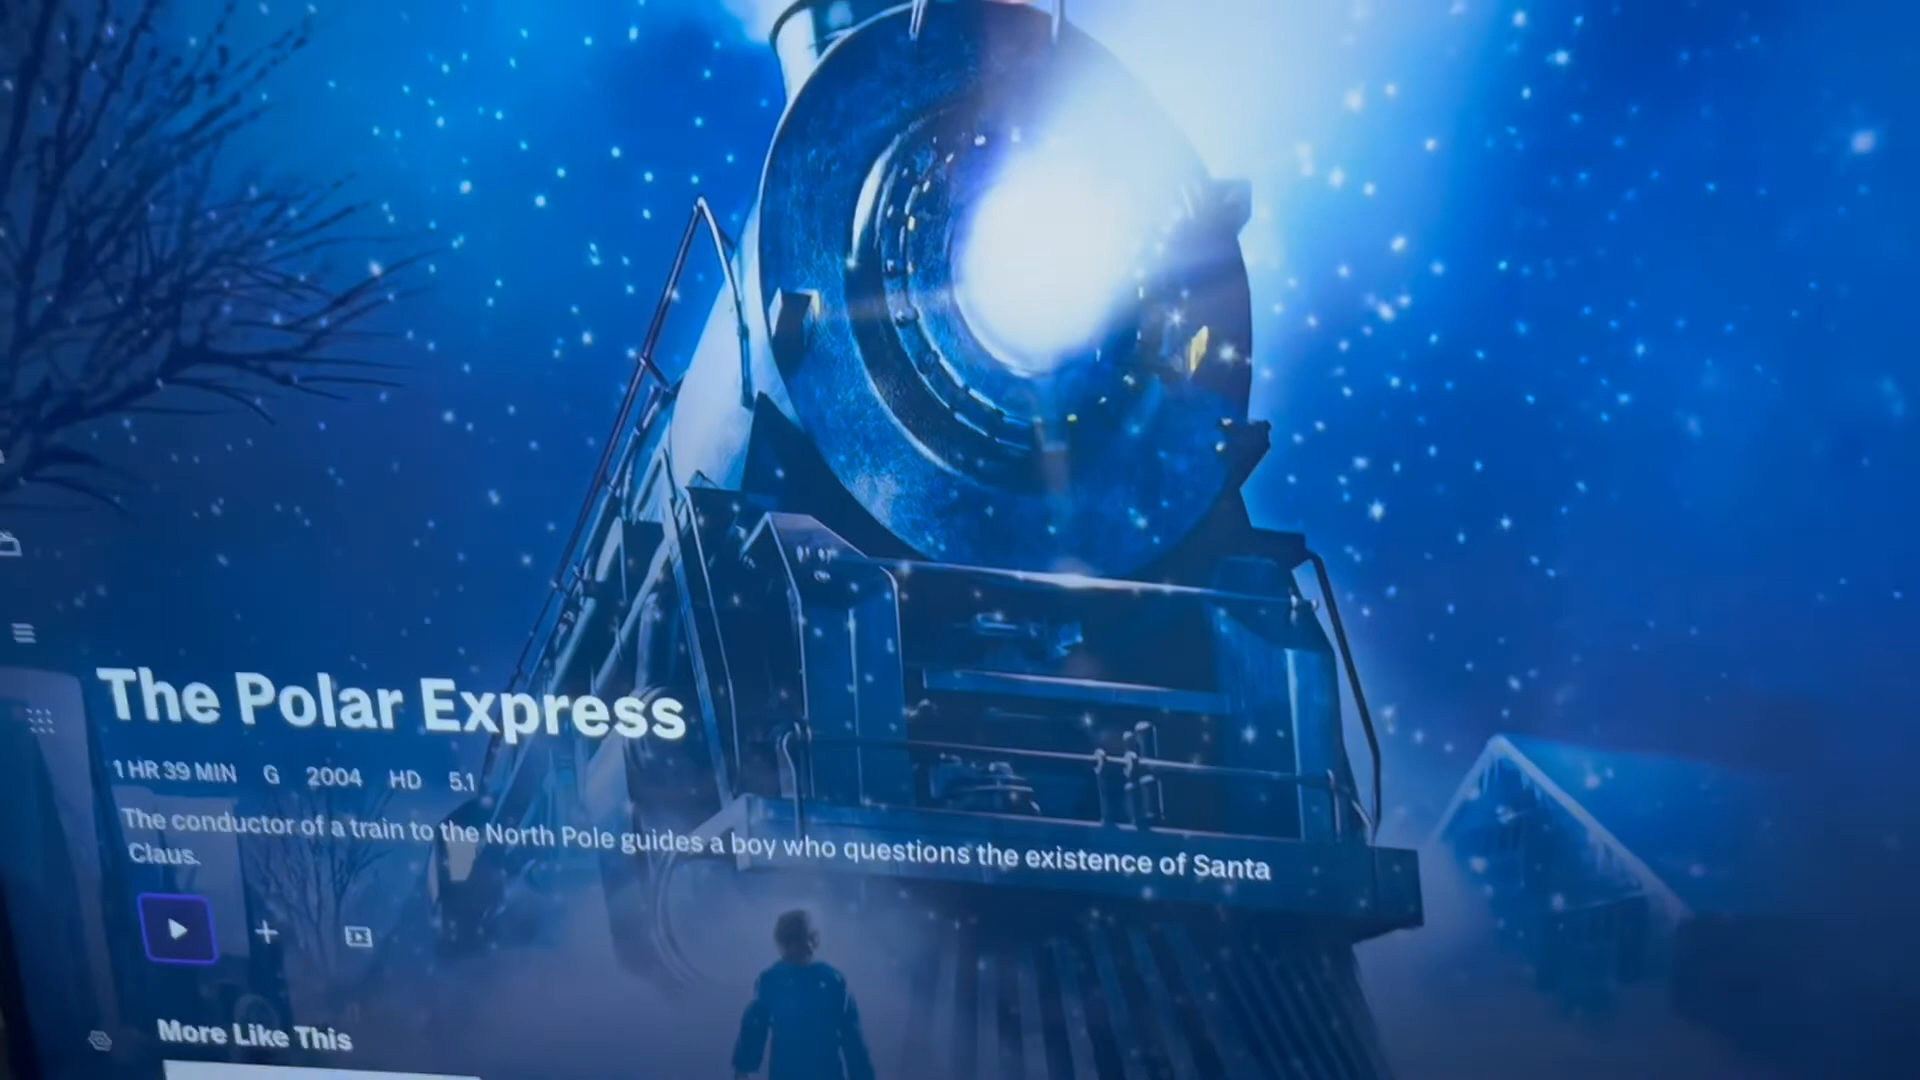 The Polar Express
1 HR 39 MIN G 2004 HD 5.1
The conductor of a train to the North Pole guides a boy who questions the existence of Santa
Claus.
More Like This